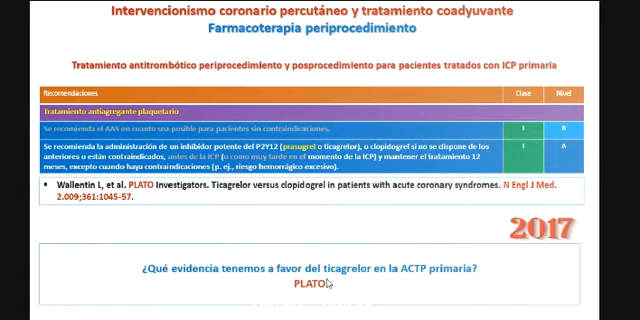 Intervencionismo coronario percutáneo y tratamiento coadyuvante
Farmacoterapia periprocedimiento
Tratamiento antitrombótico periprocedimiento y posprocedimiento para pacientes tratados con ICP primaria
Recomendaciones Clase Nivel
Tratamiento antiagregante plaquetario
Se recomienda el AAS en cuanto sea posible para pacientes sin contraindicaciones. I B
Se recomienda la administración de un inhibidor potente del P2Y12 (prasugrel o ticagrelor), o clopidogrel si no se dispone de los I A
anteriores o están contraindicados, antes de la ICP (o como muy tarde en el momento de la ICP) y mantener el tratamiento 12
meses, excepto cuando haya contraindicaciones (p. ej., riesgo hemorrágico excesivo).
▪ Wallentin L, et al. PLATO Investigators. Ticagrelor versus clopidogrel in patients with acute coronary syndromes. N Engl J Med.
2.009;361:1045-57.
2017
¿Qué evidencia tenemos a favor del ticagrelor en la ACTP primaria?
PLATO